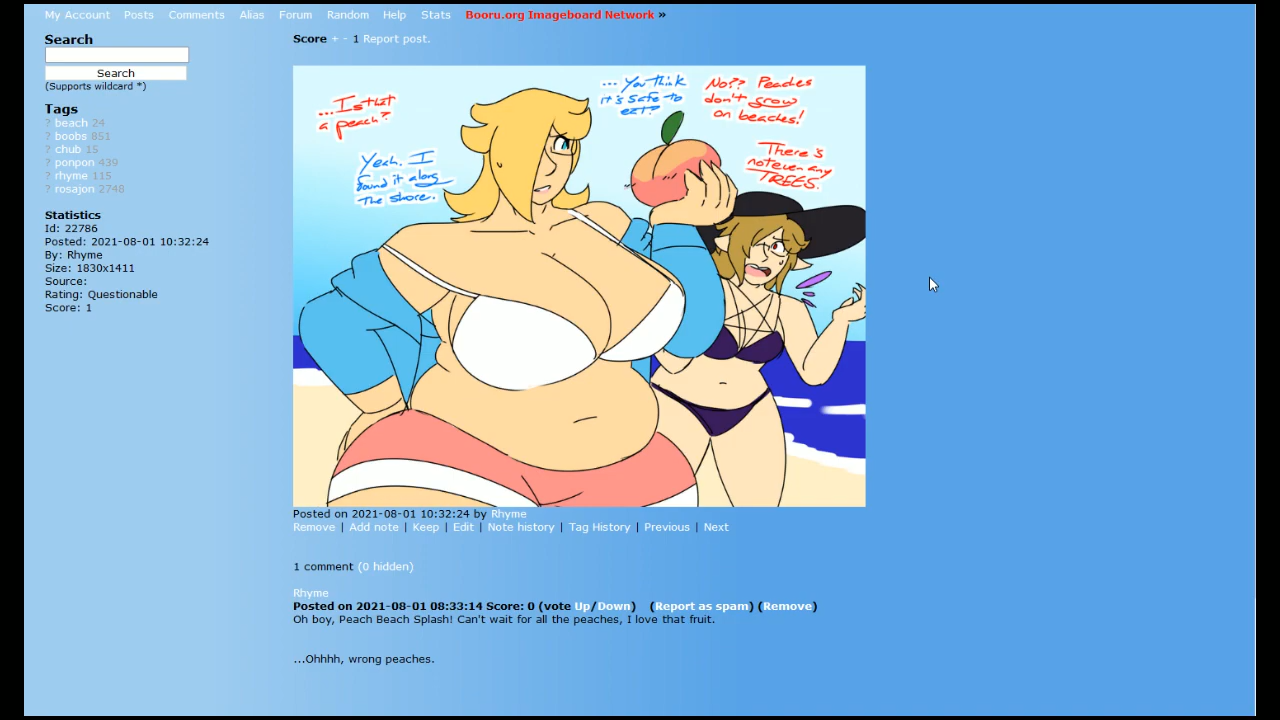 My Account Posts Comments Alias Forum Random Help Stats Booru.org Imageboard Network »
Search
Search
(Supports wildcard *)
Tags
? beach 24
? boobs 851
? chub 15
? ponpon 439
? rhyme 115
? rosajon 2748
Statistics
Id: 22786
Posted: 2021-08-01 10:32:24
By: Rhyme
Size: 1830x1411
Source:
Rating: Questionable
Score: 1
Score + - 1 Report post.
...Is that
a peach?
Yeah. I
found it along
the shore.
... You think
it's safe to
eat?
No?? Peaches
don't grow
on beaches!
There's
not even any
TREES.
Posted on 2021-08-01 10:32:24 by Rhyme
Remove | Add note | Keep | Edit | Note history | Tag History | Previous | Next
1 comment (0 hidden)
Rhyme
Posted on 2021-08-01 08:33:14 Score: 0 (vote Up/Down) (Report as spam) (Remove)
Oh boy, Peach Beach Splash! Can't wait for all the peaches, I love that fruit.
...Ohhhh, wrong peaches.